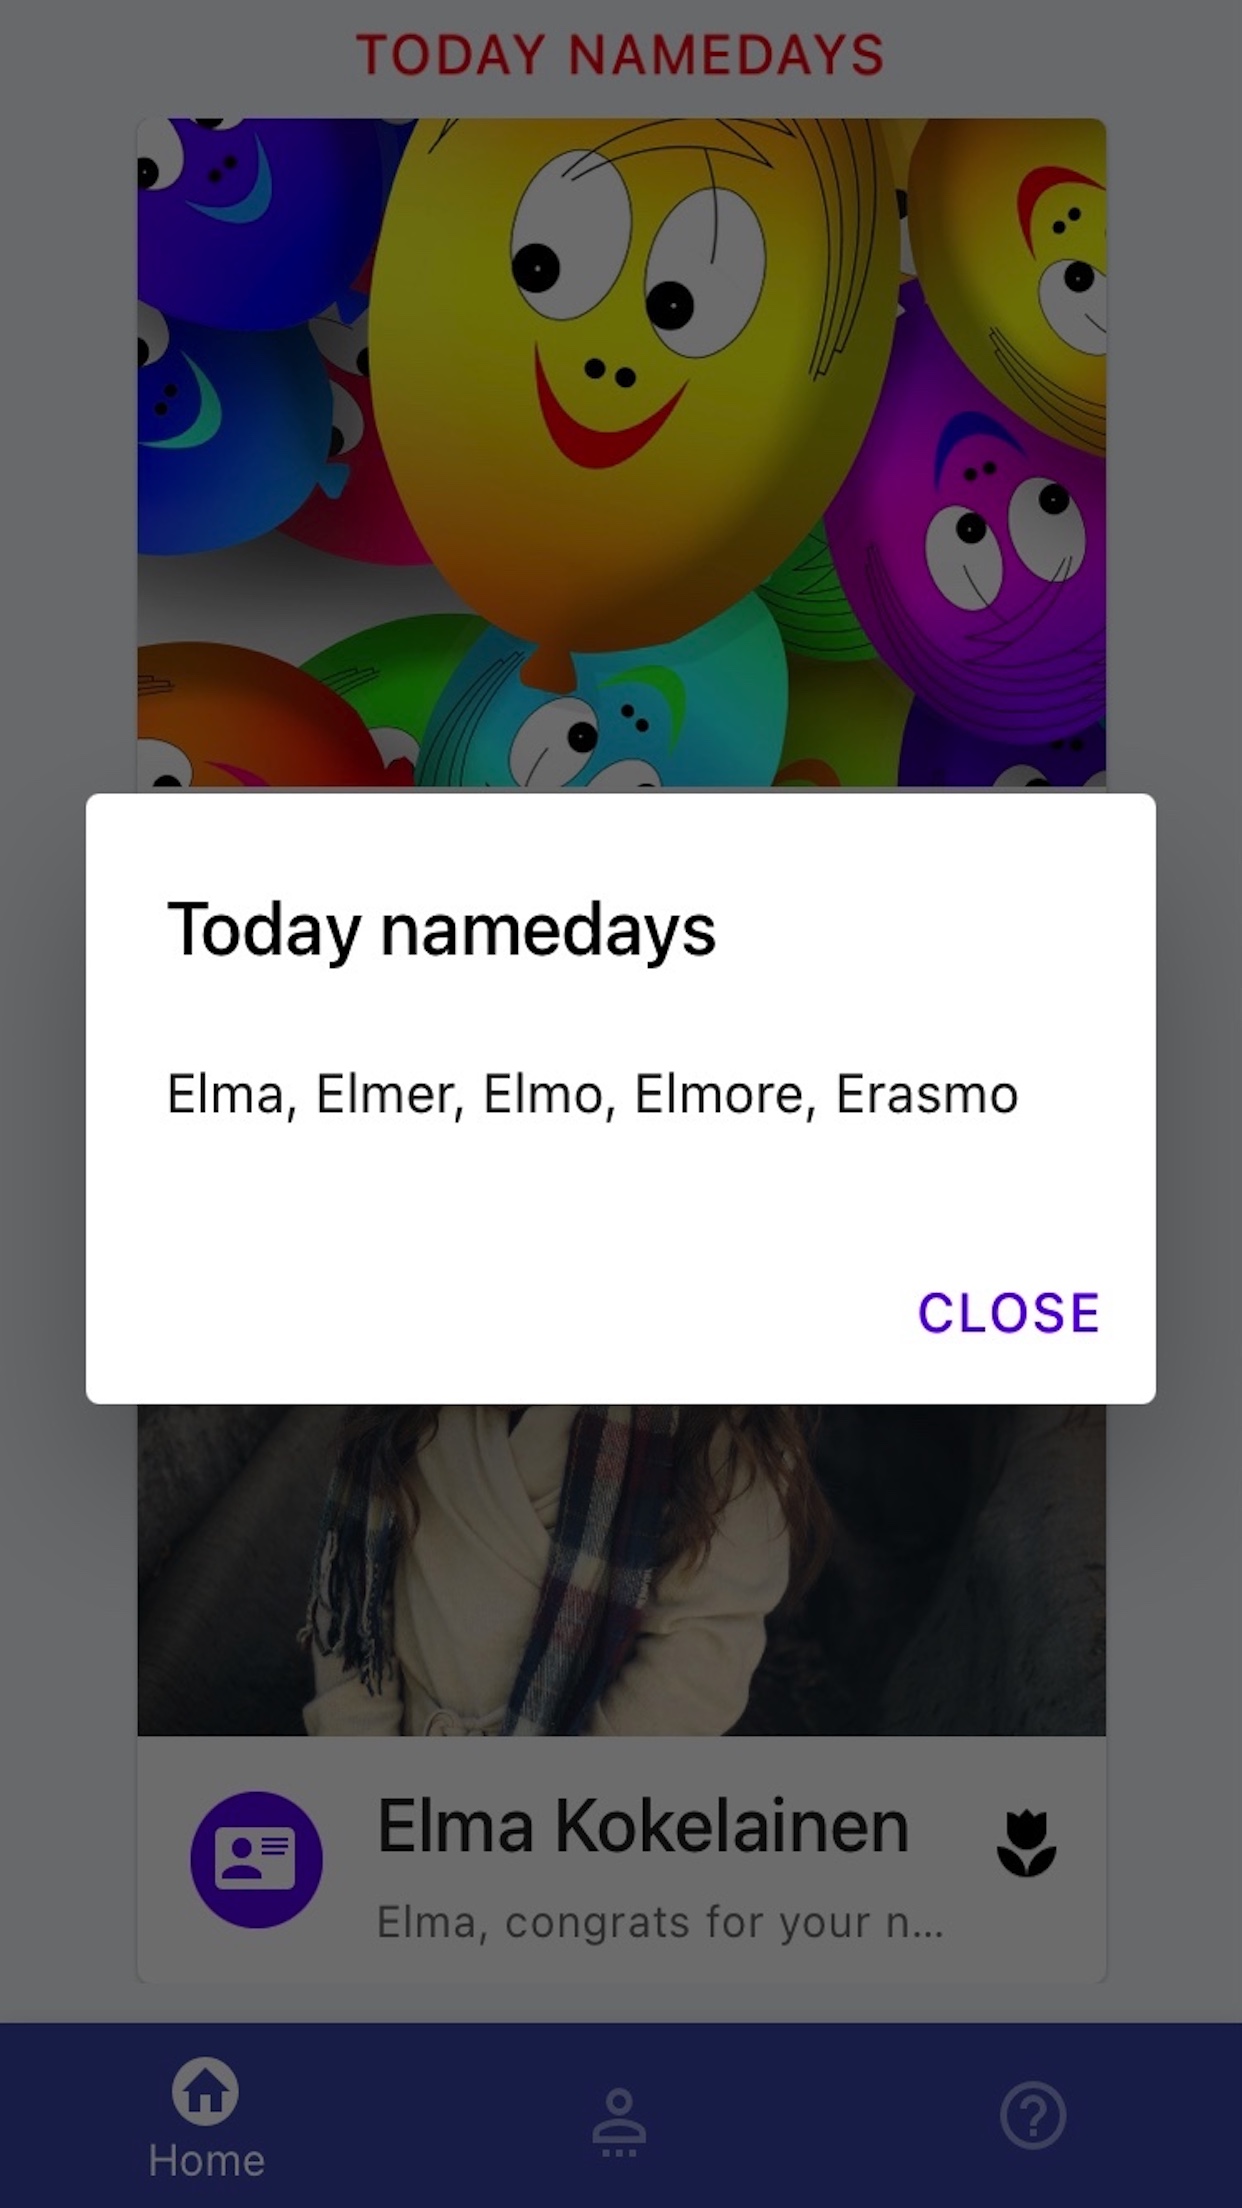 TODAY NAMEDAYS
Today namedays
Elma, Elmer, Elmo, Elmore, Erasmo
CLOSE
Elma Kokelainen
Elma, congrats for your n...
Home